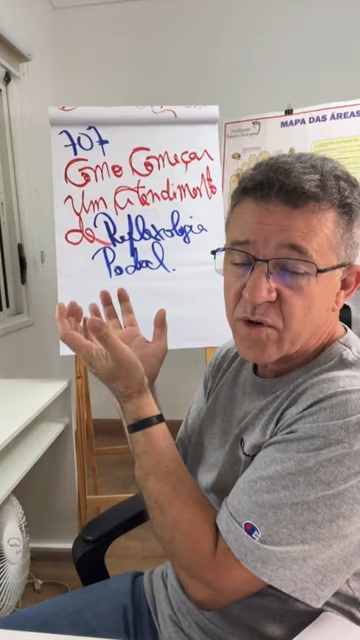 707
Como Começar
Um Atendimento
de Reflexologia
Podal.
MAPA DAS ÁREAS